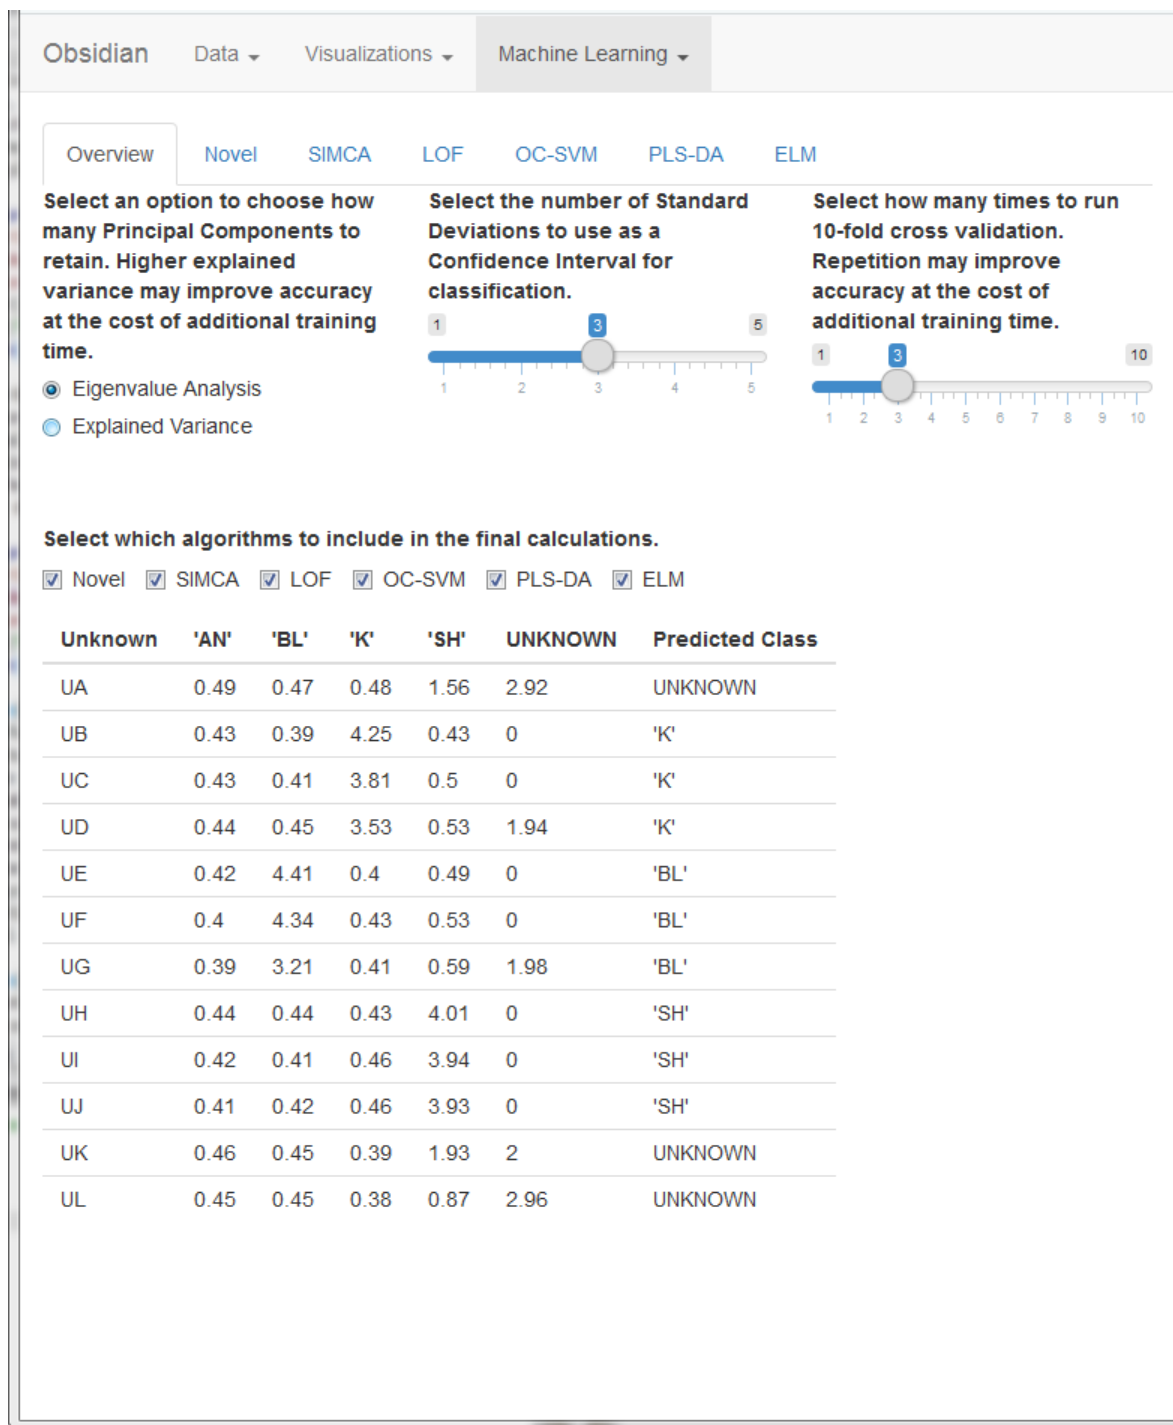 Obsidian Data Visualizations Machine Learning
Overview Novel SIMCA LOF OC-SVM PLS-DA ELM
Select an option to choose how
many Principal Components to
retain. Higher explained
variance may improve accuracy
at the cost of additional training
time.
Eigenvalue Analysis
Explained Variance
Select the number of Standard
Deviations to use as a
Confidence Interval for
classification.
1 3 5
1 2 3 4 5
Select how many times to run
10-fold cross validation.
Repetition may improve
accuracy at the cost of
additional training time.
1 3 10
1 2 3 4 5 6 7 8 9 10
Select which algorithms to include in the final calculations.
Novel SIMCA LOF OC-SVM PLS-DA ELM
Unknown 'AN' 'BL' 'K' 'SH' UNKNOWN Predicted Class
UA 0.49 0.47 0.48 1.56 2.92 UNKNOWN
UB 0.43 0.39 4.25 0.43 0 'K'
UC 0.43 0.41 3.81 0.5 0 'K'
UD 0.44 0.45 3.53 0.53 1.94 'K'
UE 0.42 4.41 0.4 0.49 0 'BL'
UF 0.4 4.34 0.43 0.53 0 'BL'
UG 0.39 3.21 0.41 0.59 1.98 'BL'
UH 0.44 0.44 0.43 4.01 0 'SH'
UI 0.42 0.41 0.46 3.94 0 'SH'
UJ 0.41 0.42 0.46 3.93 0 'SH'
UK 0.46 0.45 0.39 1.93 2 UNKNOWN
UL 0.45 0.45 0.38 0.87 2.96 UNKNOWN